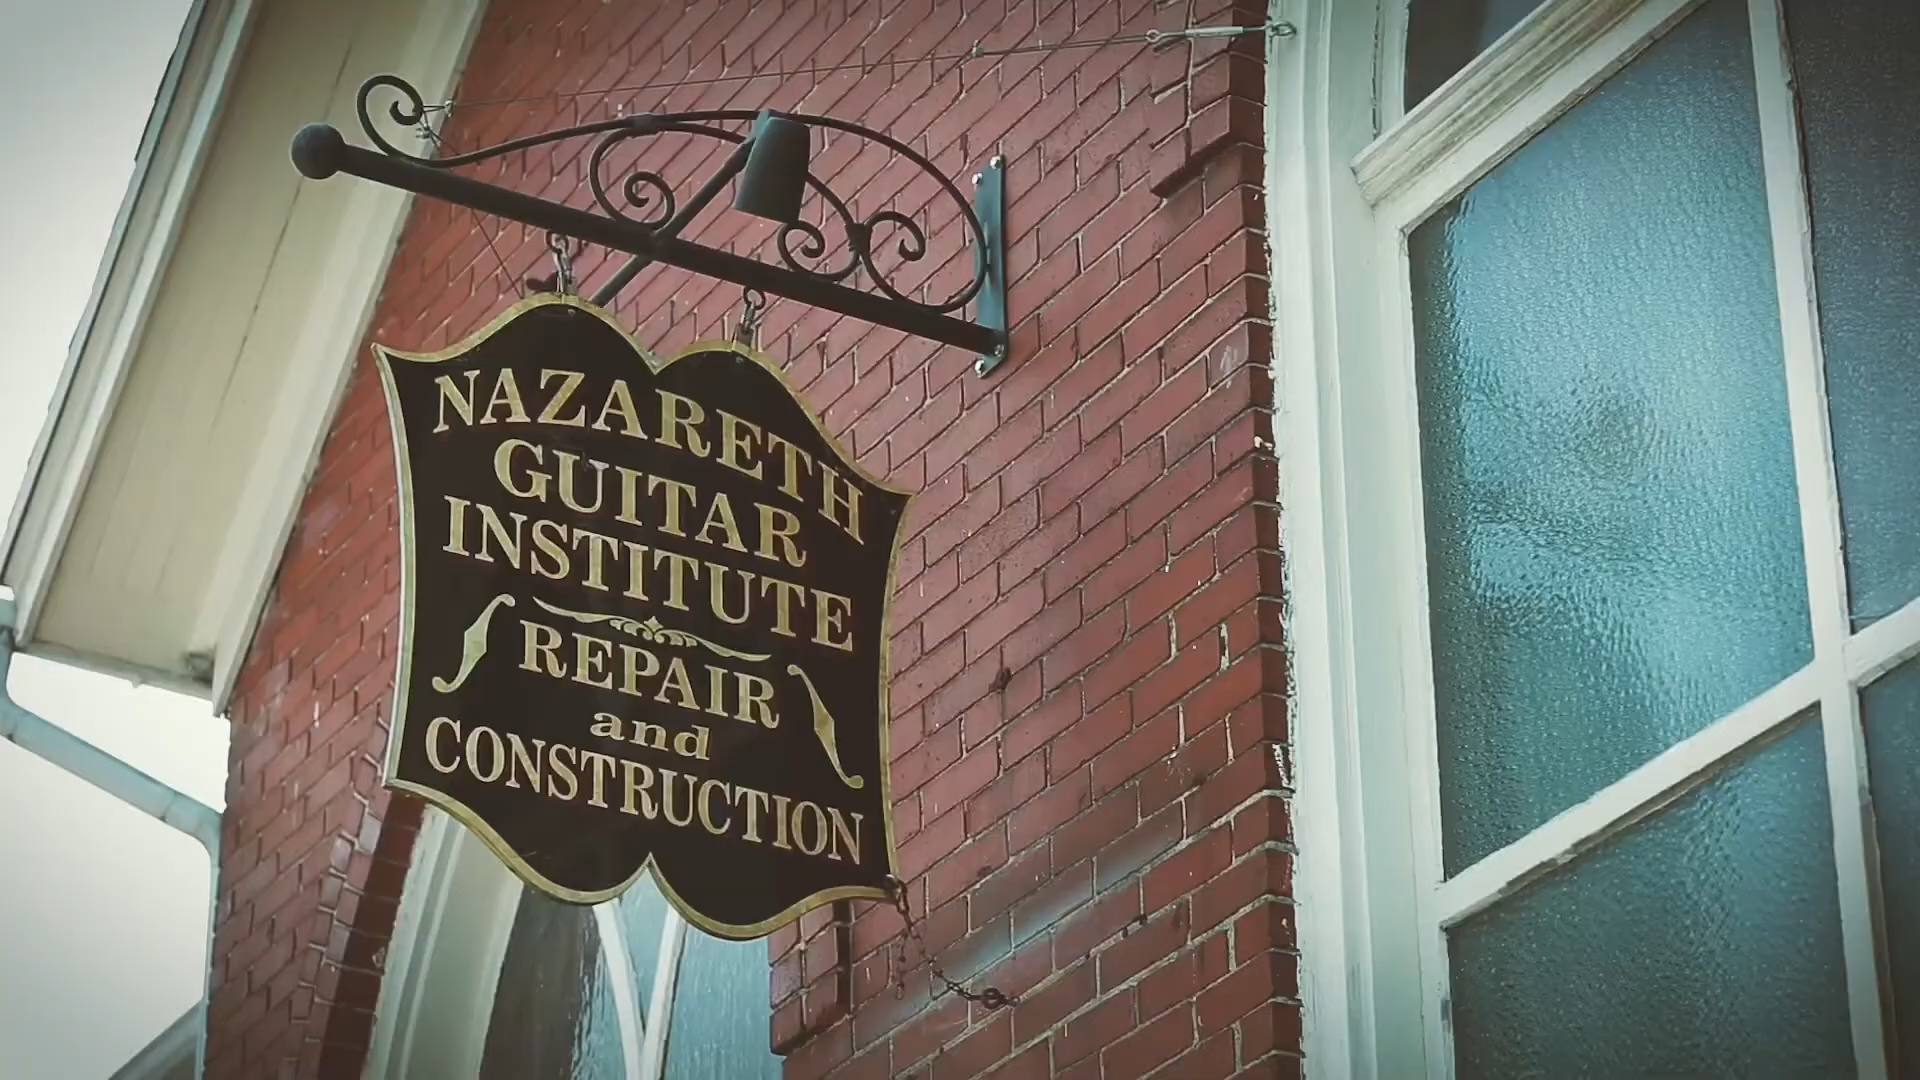 NAZARETH
GUITAR
INSTITUTE
REPAIR
and
CONSTRUCTION